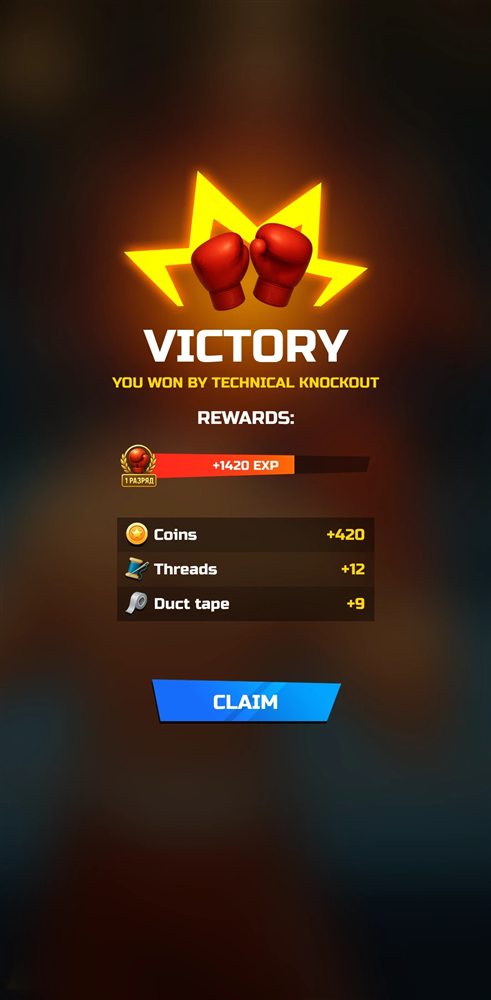 VICTORY
YOU WON BY TECHNICAL KNOCKOUT
REWARDS:
+1420 EXP
1 РАЗРЯД
Coins +420
Threads +12
Duct tape +9
CLAIM